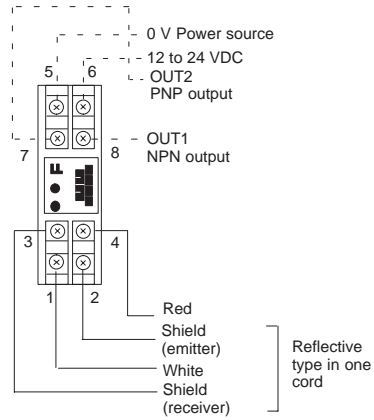 0 V Power source
12 to 24 VDC
5 6
OUT2
PNP output
7 8
OUT1
NPN output
3 4
1 2
Red
Shield
(emitter)
White
Shield
(receiver)
Reflective
type in one
cord